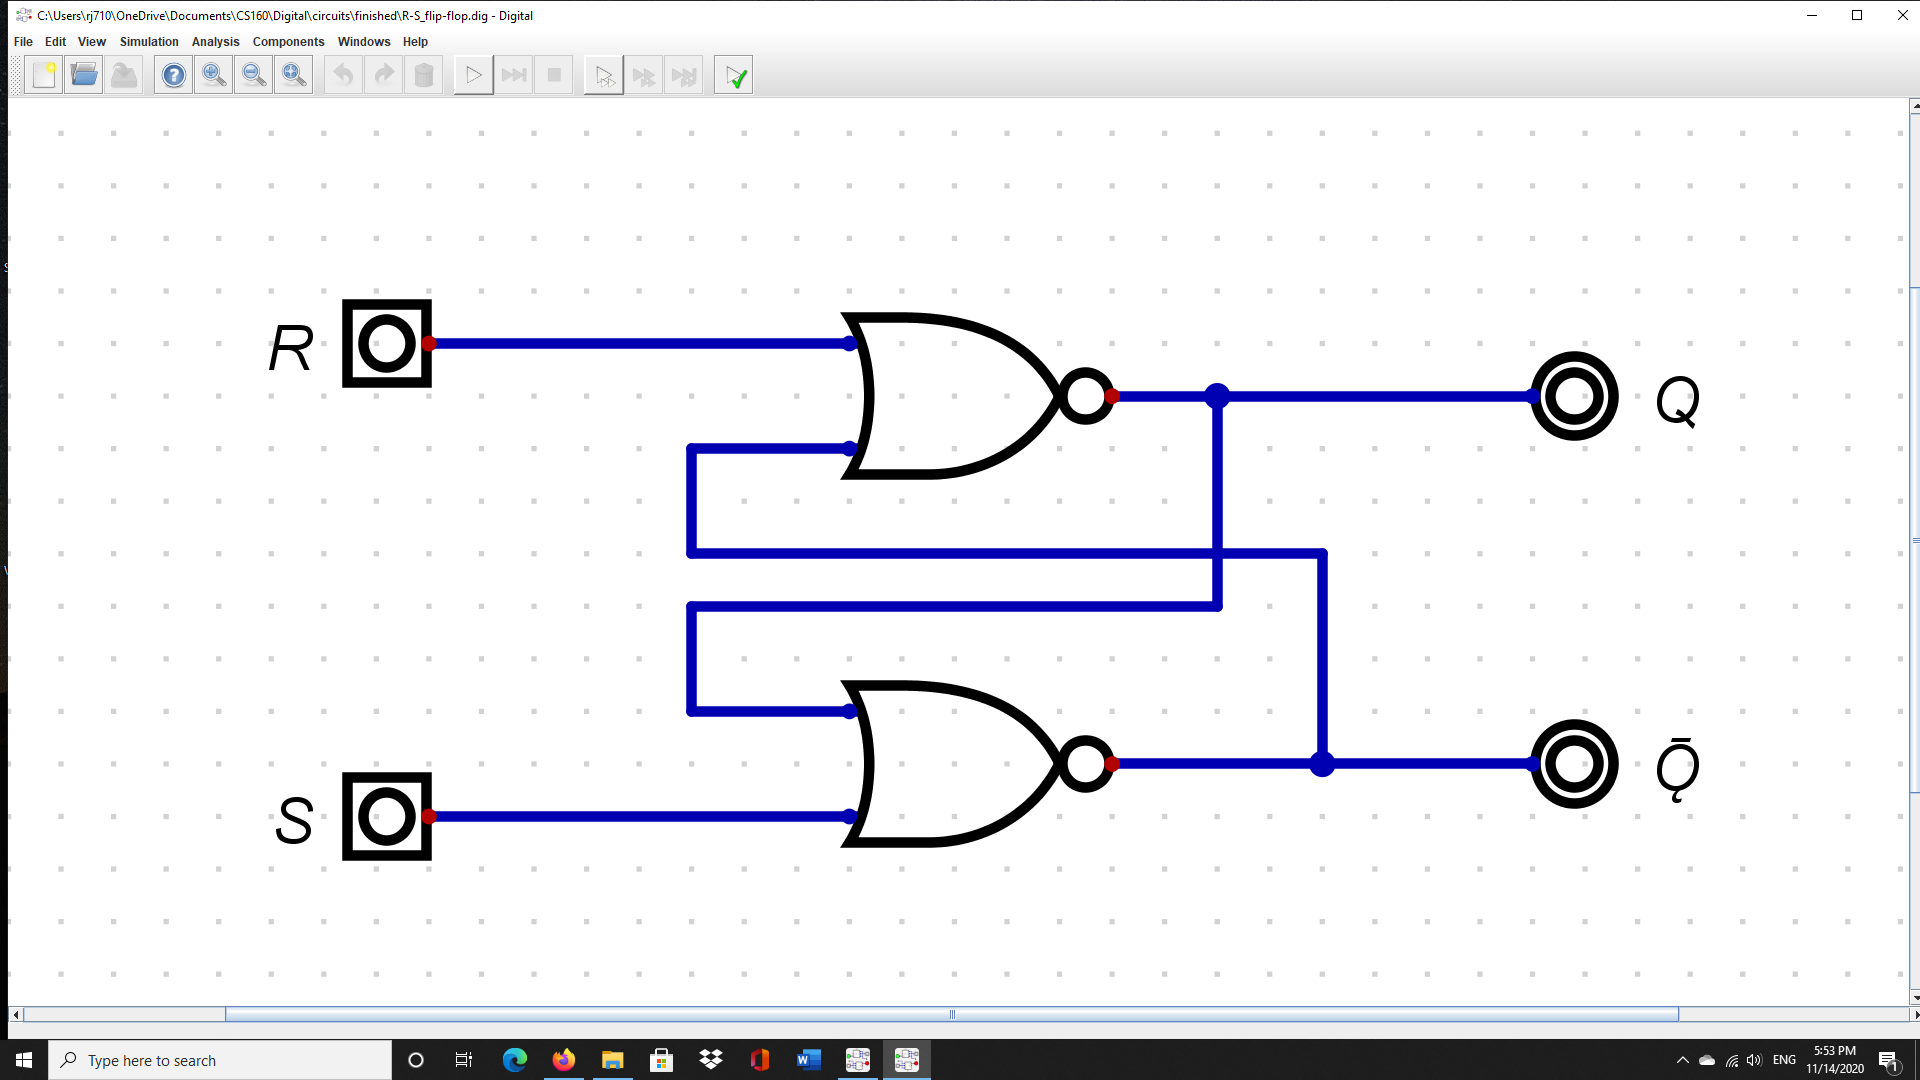 C:\Users\rj710\OneDrive\Documents\CS160\Digital\circuits\finished\R-S_flip-flop.dig - Digital
File Edit View Simulation Analysis Components Windows Help
R
Q
S
Q̄
Type here to search
W
ENG
5:53 PM
11/14/2020
1